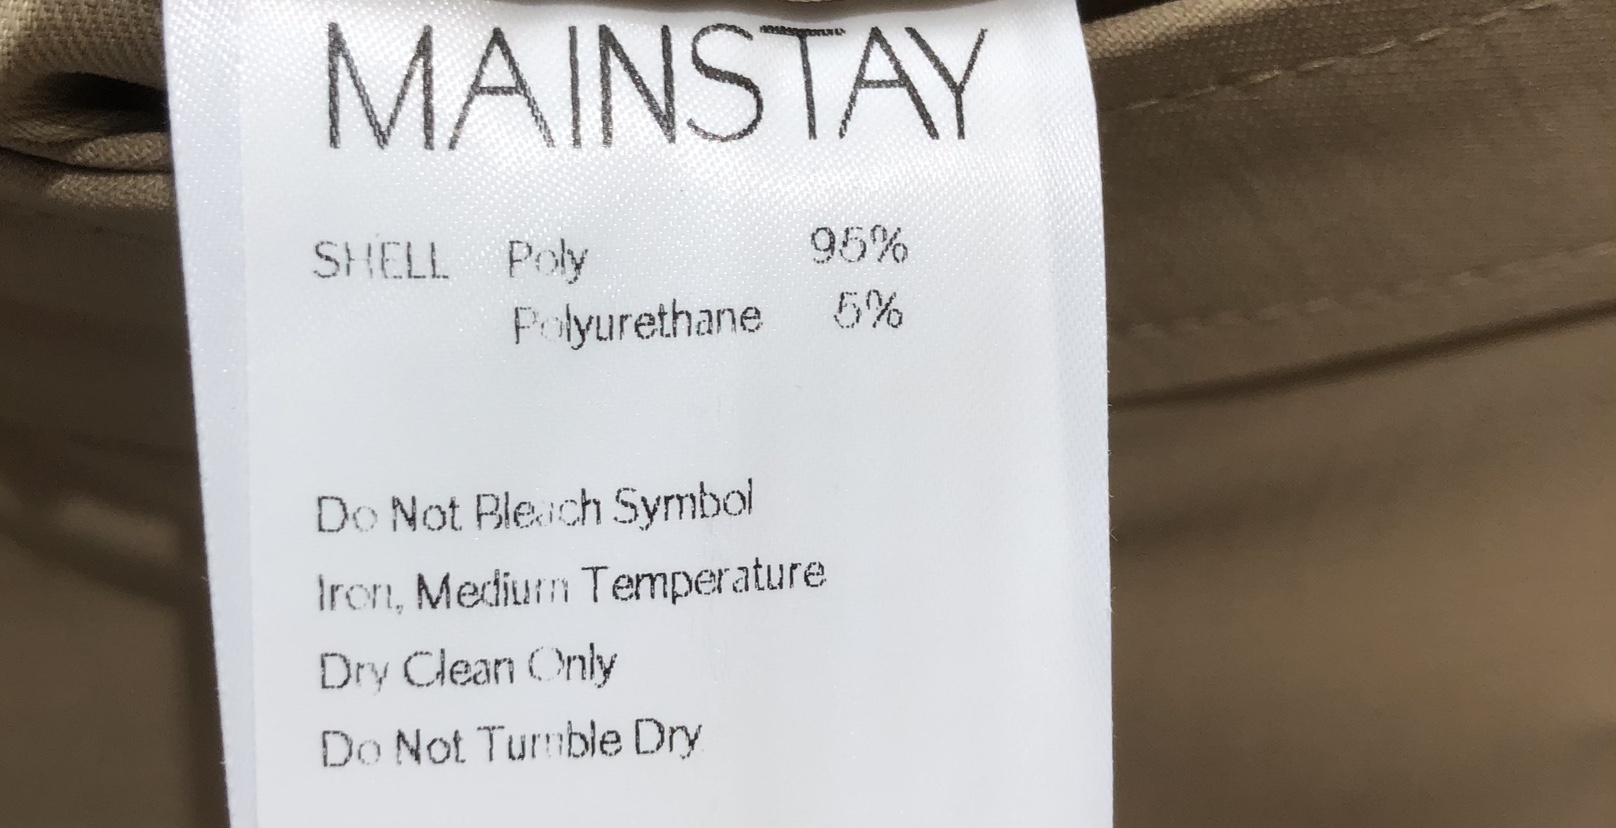 MAINSTAY
SHELL Poly 95%
Polyurethane 5%
Do Not Bleach Symbol
Iron, Medium Temperature
Dry Clean Only
Do Not Tumble Dry